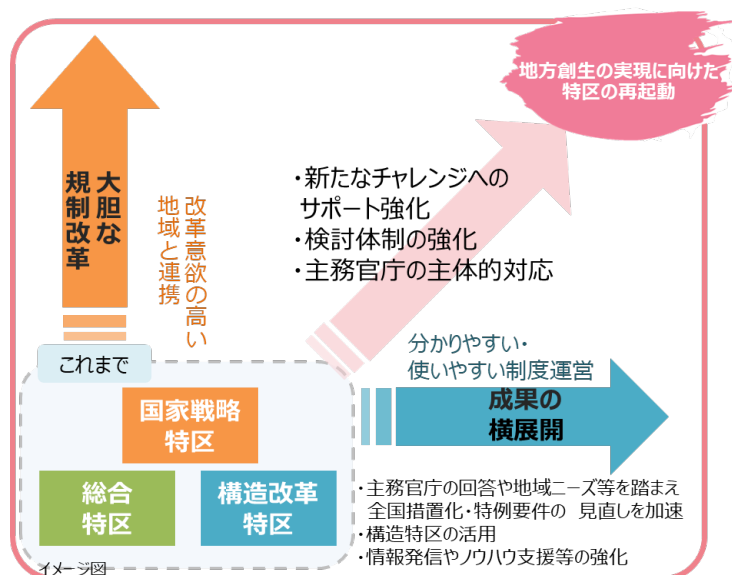 地方創生の実現に向けた
特区の再起動
大胆な
規制改革
改革意欲の高い
地域と連携
・新たなチャレンジへの
サポート強化
・検討体制の強化
・主務官庁の主体的対応
これまで
国家戦略
特区
総合
特区
構造改革
特区
分かりやすい・
使いやすい制度運営
成果の
横展開
・主務官庁の回答や地域ニーズ等を踏まえ
全国措置化・特例要件の 見直しを加速
・構造特区の活用
・情報発信やノウハウ支援等の強化
イメージ図